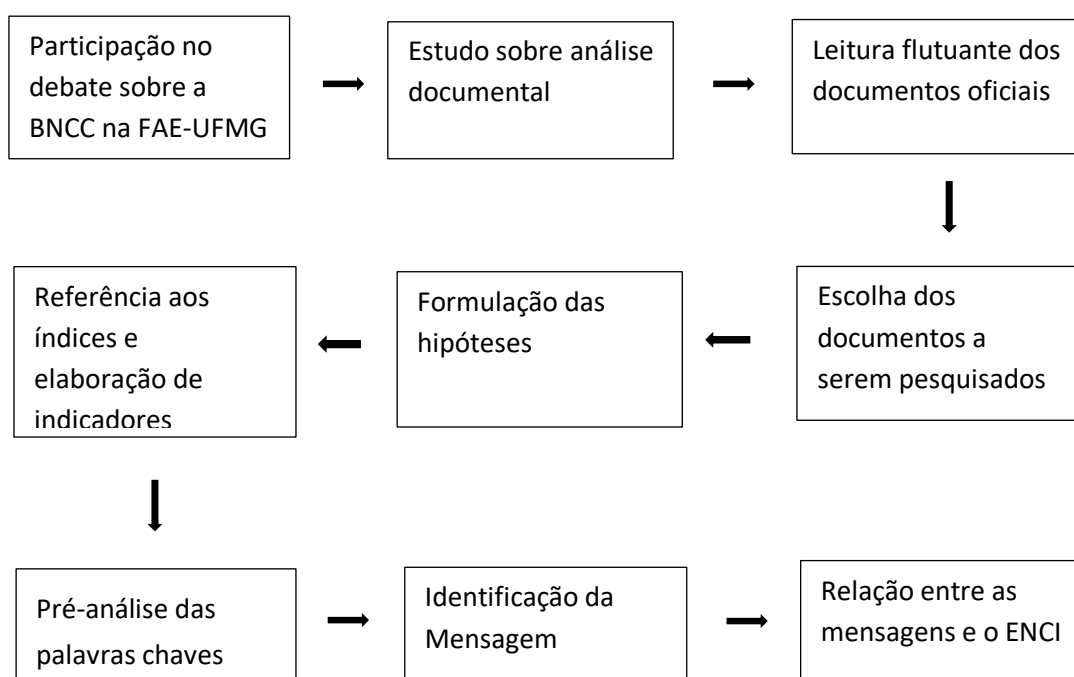 Participação no
debate sobre a
BNCC na FAE-UFMG
Estudo sobre análise
documental
Leitura flutuante dos
documentos oficiais
Escolha dos
documentos a
serem pesquisados
Formulação das
hipóteses
Referência aos
índices e
elaboração de
indicadores
Pré-análise das
palavras chaves
Identificação da
Mensagem
Relação entre as
mensagens e o ENCI